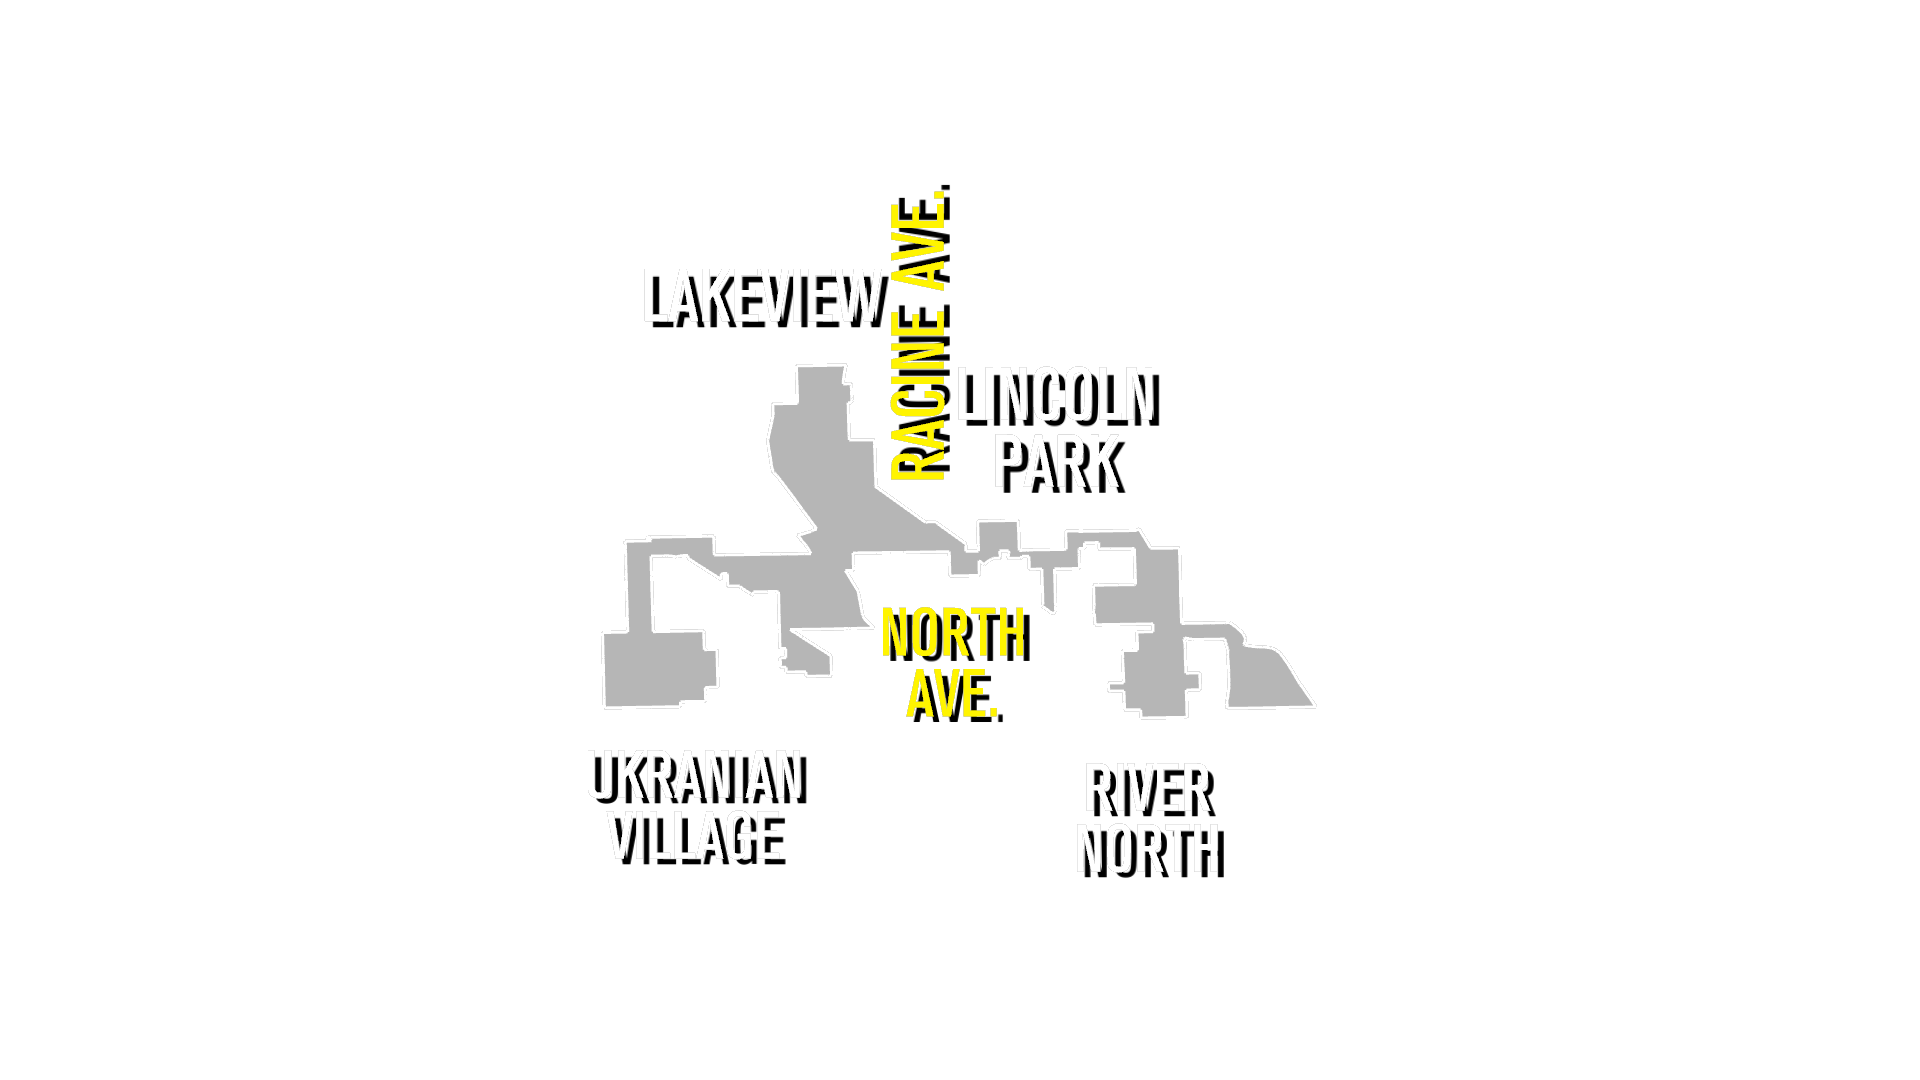 RACINE AVE.
LAKEVIEW
LINCOLN
PARK
NORTH
AVE.
UKRANIAN
VILLAGE
RIVER
NORTH